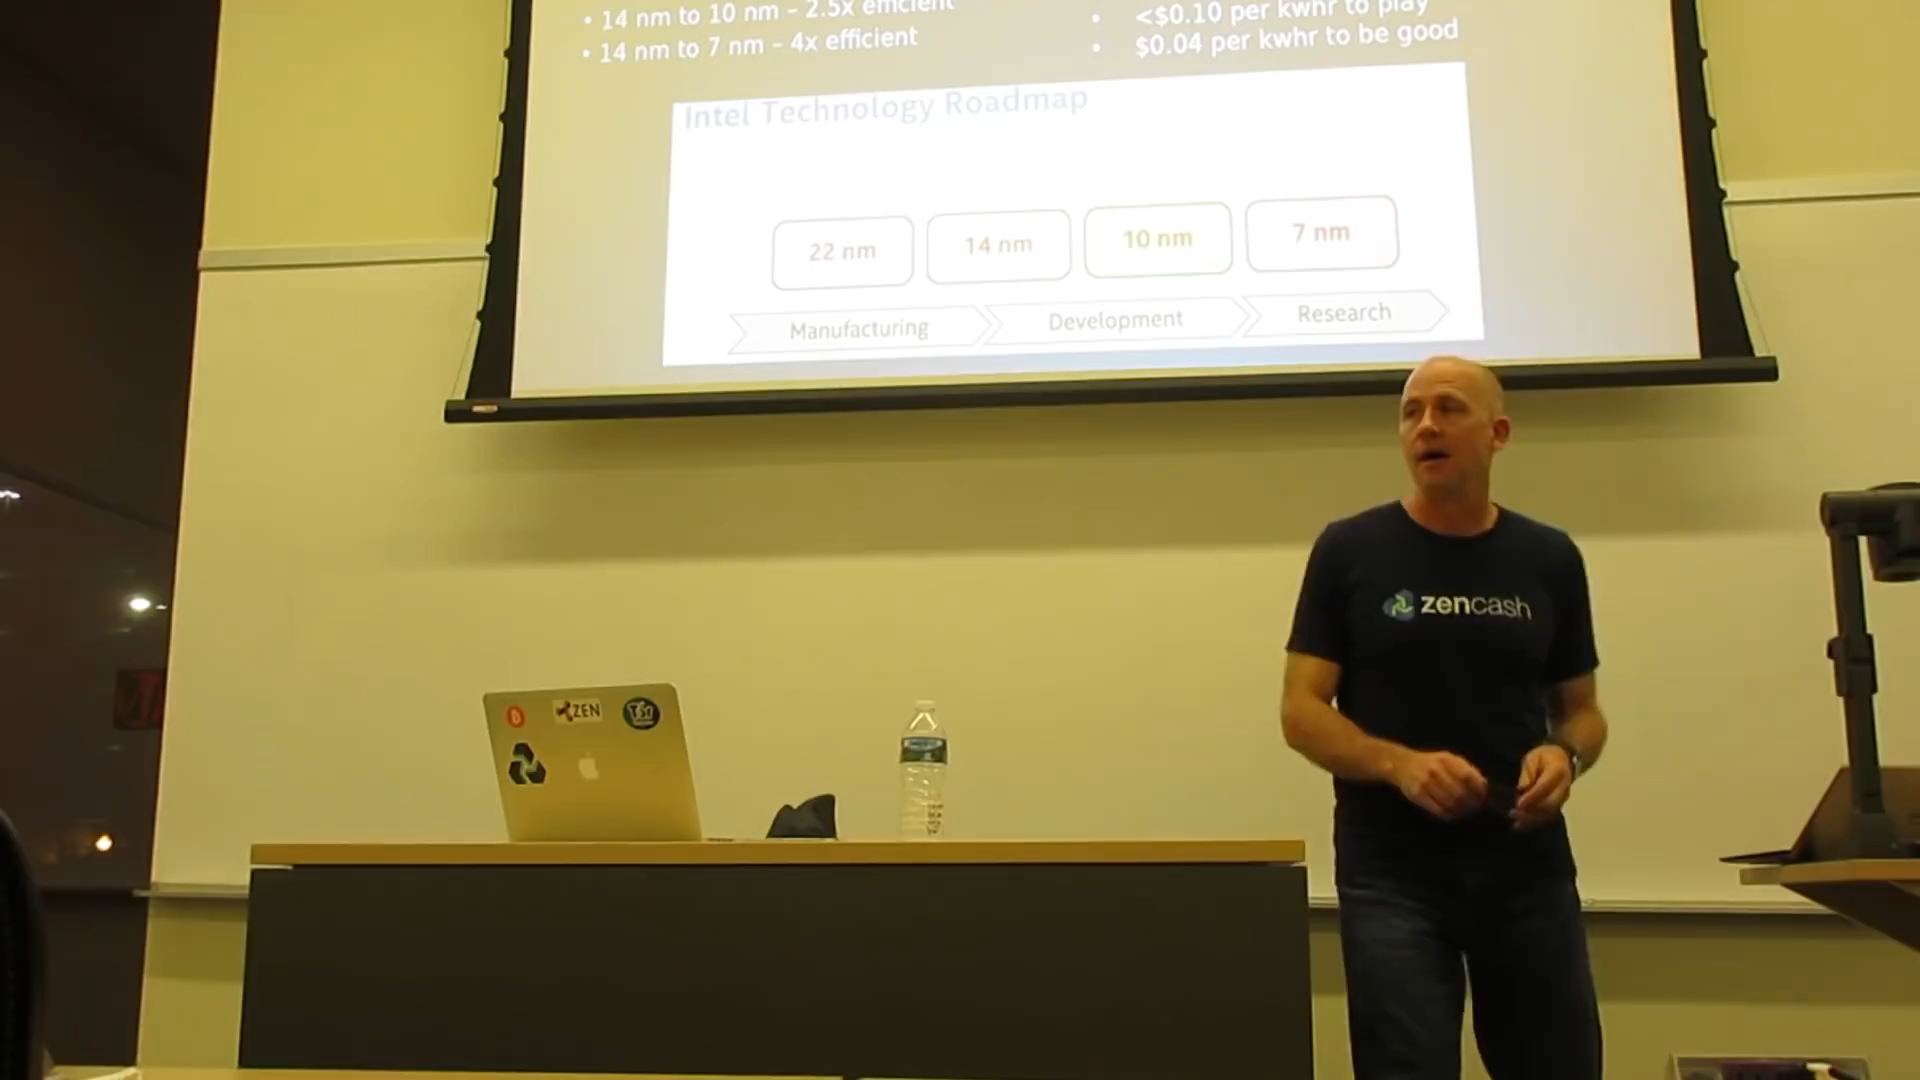 • 14 nm to 10 nm – 2.5x efficient
• 14 nm to 7 nm – 4x efficient
• <$0.10 per kwhr to play
• $0.04 per kwhr to be good
Intel Technology Roadmap
22 nm
14 nm
10 nm
7 nm
Manufacturing
Development
Research
zencash
ZEN